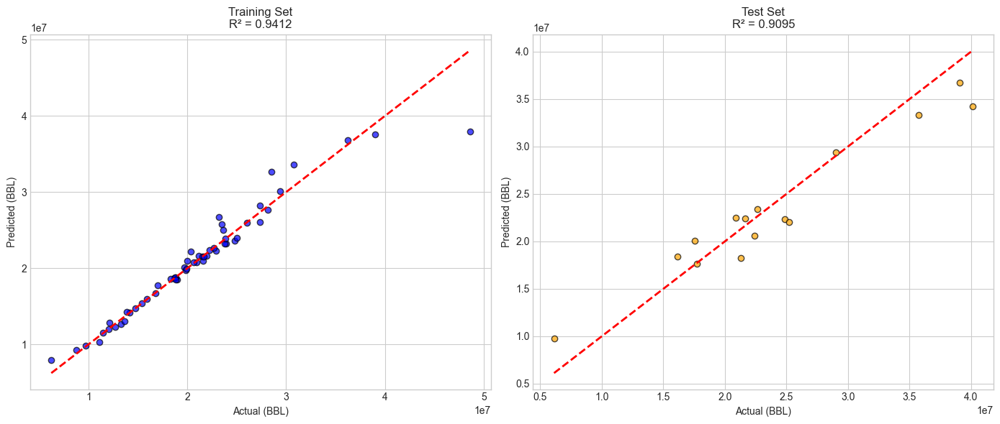 Training Set
R² = 0.9412
1e7
5
4
3
2
1
Predicted (BBL)
1
2
3
4
5
1e7
Actual (BBL)
Test Set
R² = 0.9095
1e7
4.0
3.5
3.0
2.5
2.0
1.5
1.0
0.5
Predicted (BBL)
0.5
1.0
1.5
2.0
2.5
3.0
3.5
4.0
1e7
Actual (BBL)